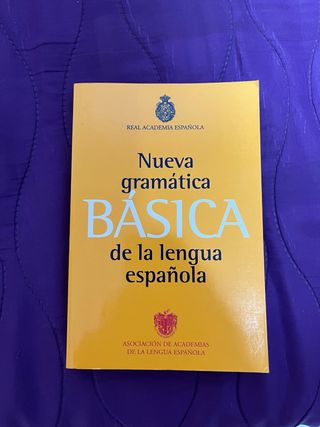 REAL ACADEMIA ESPAÑOLA
Nueva
gramática
BÁSICA
de la lengua
española
ASOCIACIÓN DE ACADEMIAS
DE LA LENGUA ESPAÑOLA